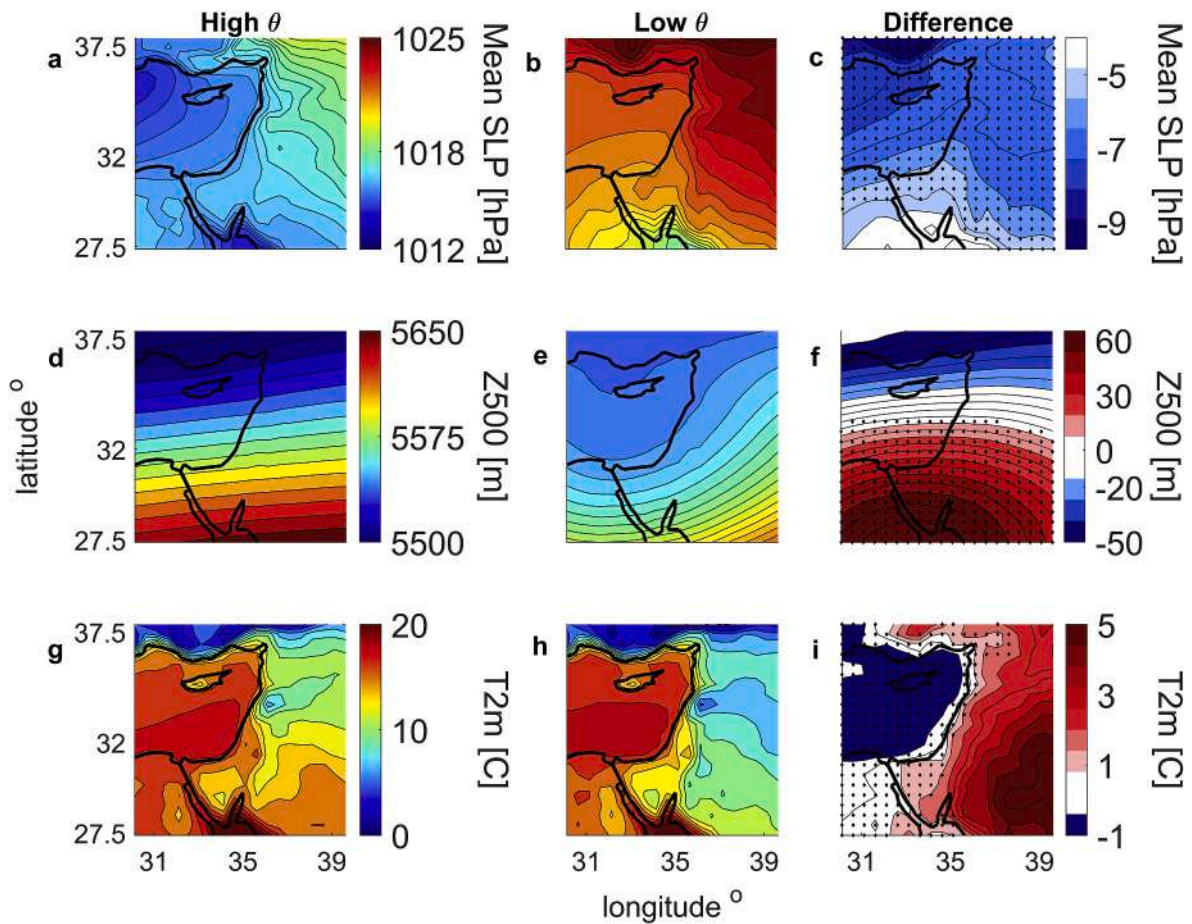 High θ
Low θ
Difference
a
37.5
32
27.5
1025
1018
1012
Mean SLP [hPa]
b
c
-5
-7
-9
Mean SLP [hPa]
d
37.5
32
27.5
5650
5575
5500
Z500 [m]
e
f
60
30
0
-20
-50
Z500 [m]
latitude °
g
37.5
32
27.5
31
35
39
20
10
0
T2m [C]
h
31
35
39
i
31
35
39
5
3
1
-1
T2m [C]
longitude °